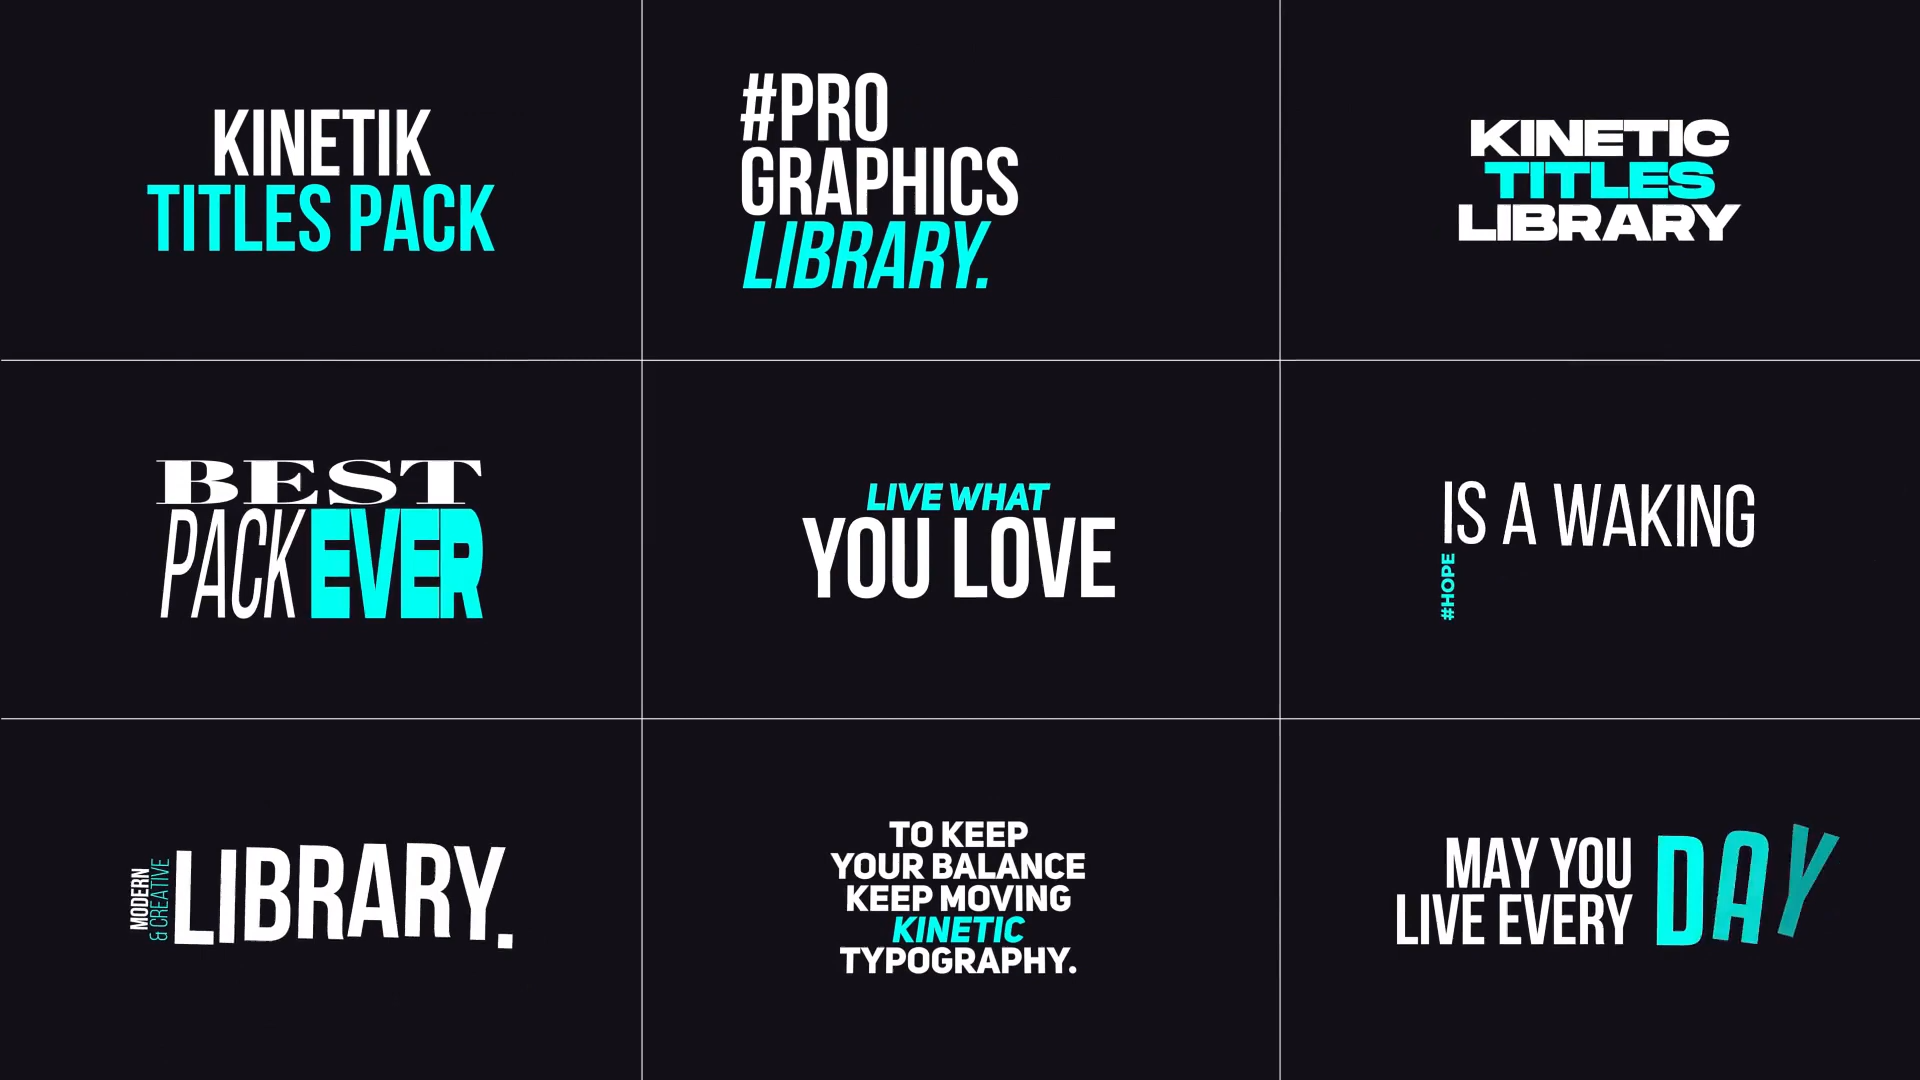 KINETIK
TITLES PACK
#PRO
GRAPHICS
LIBRARY.
KINETIC
TITLES
LIBRARY
BEST
PACK EVER
LIVE WHAT
YOU LOVE
IS A WAKING
#HOPE
MODERN
& CREATIVE
LIBRARY.
TO KEEP
YOUR BALANCE
KEEP MOVING
KINETIC
TYPOGRAPHY.
MAY YOU
LIVE EVERY
DAY